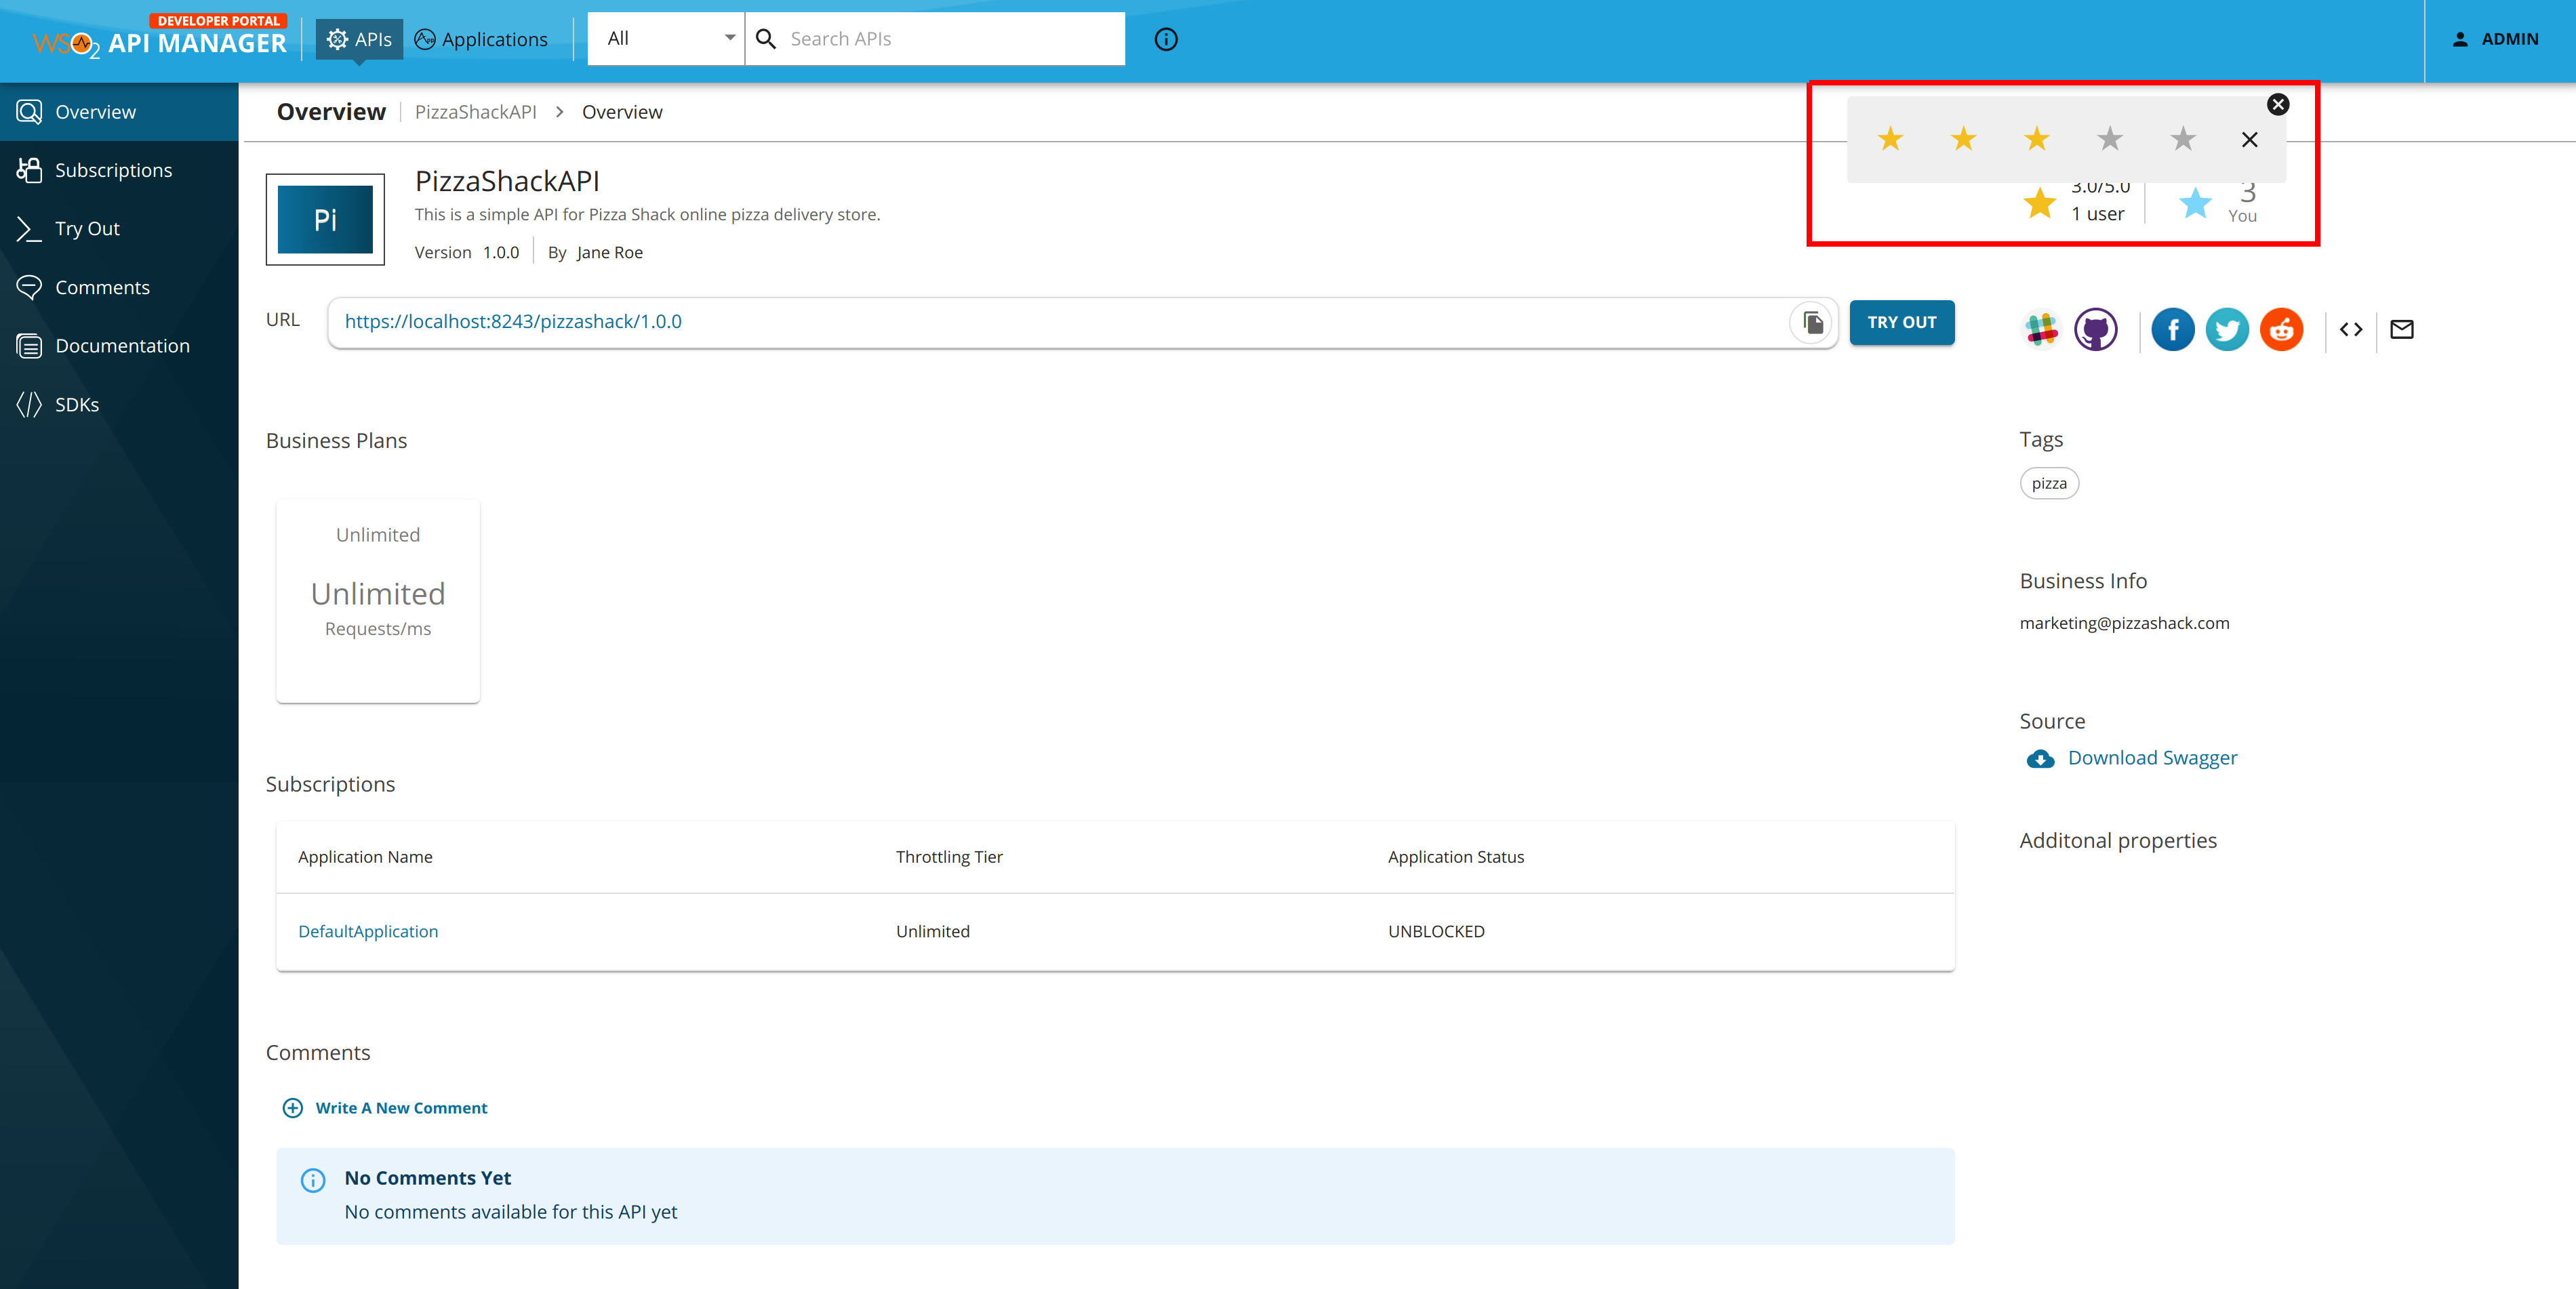 DEVELOPER PORTAL
WSO2 API MANAGER
APIs
Applications
All
Search APIs
ADMIN
Overview
Subscriptions
Try Out
Comments
Documentation
SDKs
Overview
PizzaShackAPI > Overview
Pi
PizzaShackAPI
This is a simple API for Pizza Shack online pizza delivery store.
Version 1.0.0
By Jane Roe
3.0/5.0
1 user
3
You
URL
https://localhost:8243/pizzashack/1.0.0
TRY OUT
Business Plans
Unlimited
Unlimited
Requests/ms
Subscriptions
Application Name Throttling Tier Application Status
DefaultApplication Unlimited UNBLOCKED
Comments
Write A New Comment
No Comments Yet
No comments available for this API yet
Tags
pizza
Business Info
marketing@pizzashack.com
Source
Download Swagger
Additonal properties